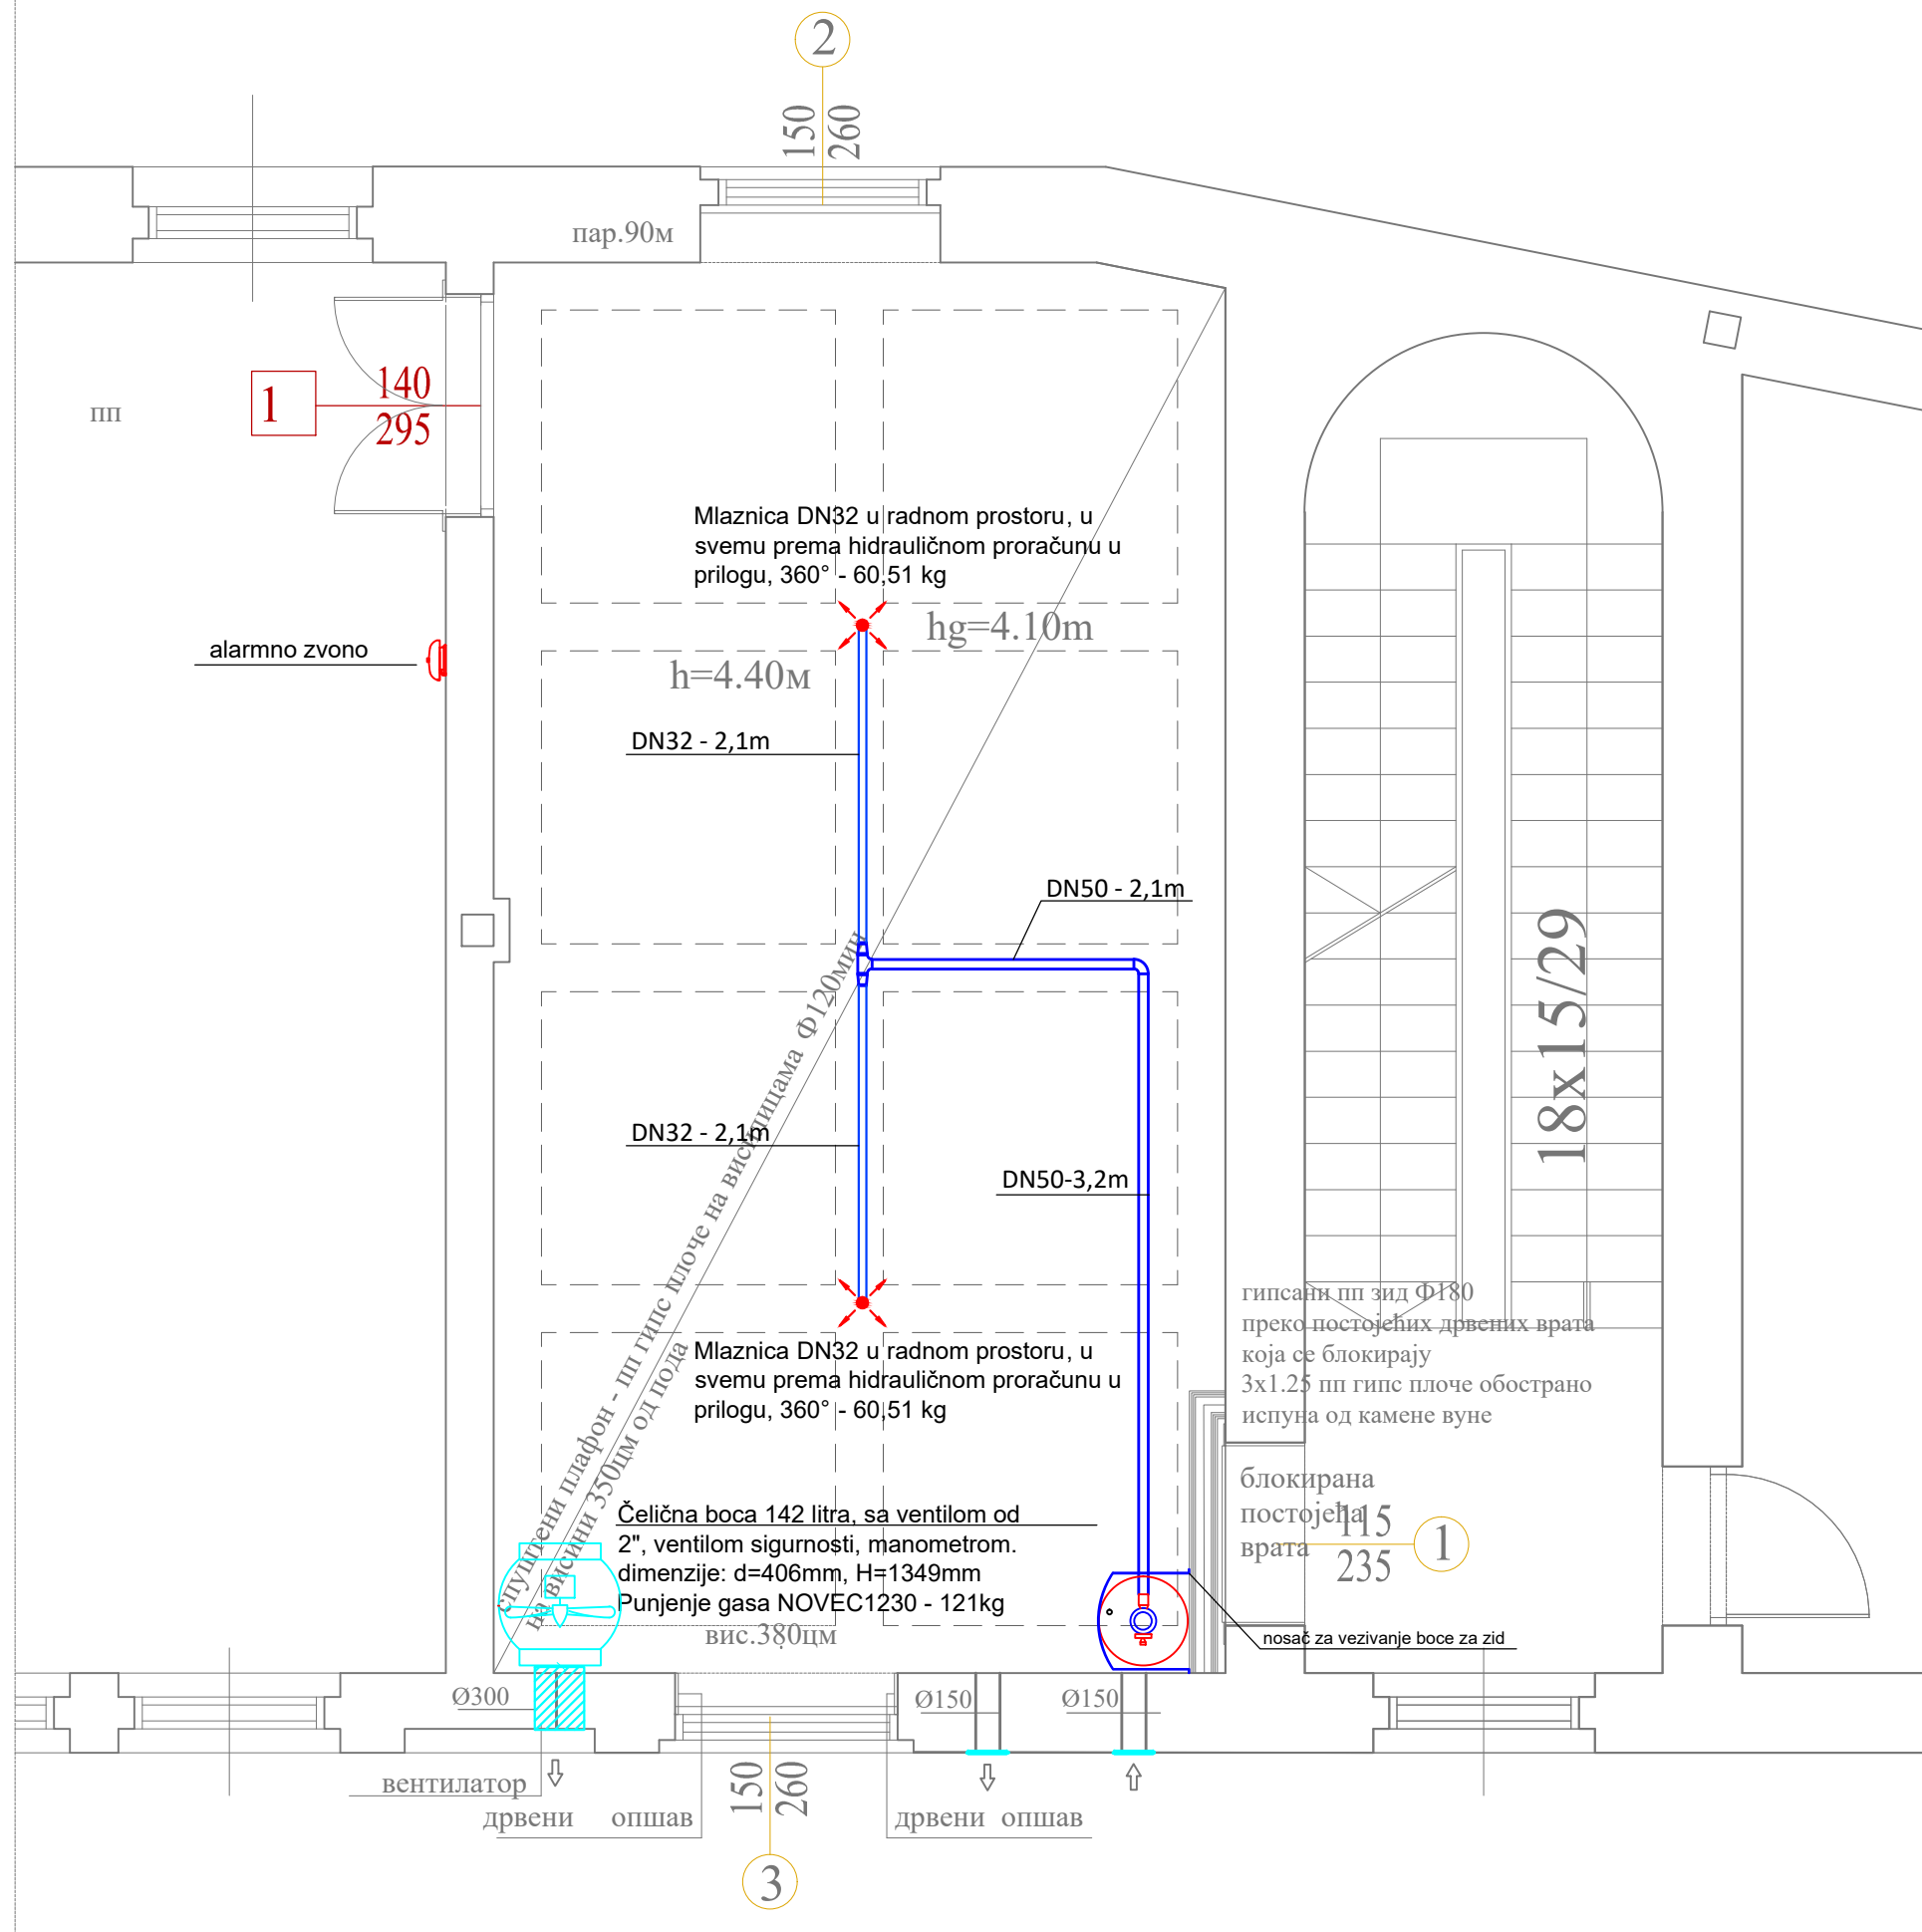 2
150
260
пар.90м
пп
1
140
295
Mlaznica DN32 u radnom prostoru, u
svemu prema hidrauličnom proračunu u
prilogu, 360° - 60,51 kg
hg=4.10m
h=4.40м
alarmno zvono
DN32 - 2,1m
DN50 - 2,1m
18x15/29
DN32 - 2,1m
DN50-3,2m
спуштени плафон - пп гипс плоче на висилицама Ф120мин
на висини 350цм од пода
гипсани пп зид Ф180
преко постојећих дрвених врата
која се блокирају
3x1.25 пп гипс плоче обострано
испуна од камене вуне
Mlaznica DN32 u radnom prostoru, u
svemu prema hidrauličnom proračunu u
prilogu, 360° - 60,51 kg
блокирана
постојећа
врата
115
235
1
Čelična boca 142 litra, sa ventilom od
2", ventilom sigurnosti, manometrom.
dimenzije: d=406mm, H=1349mm
Punjenje gasa NOVEC1230 - 121kg
вис.380цм
nosač za vezivanje boce za zid
Ø300
Ø150
Ø150
вентилатор
дрвени опшав
150
260
дрвени опшав
3